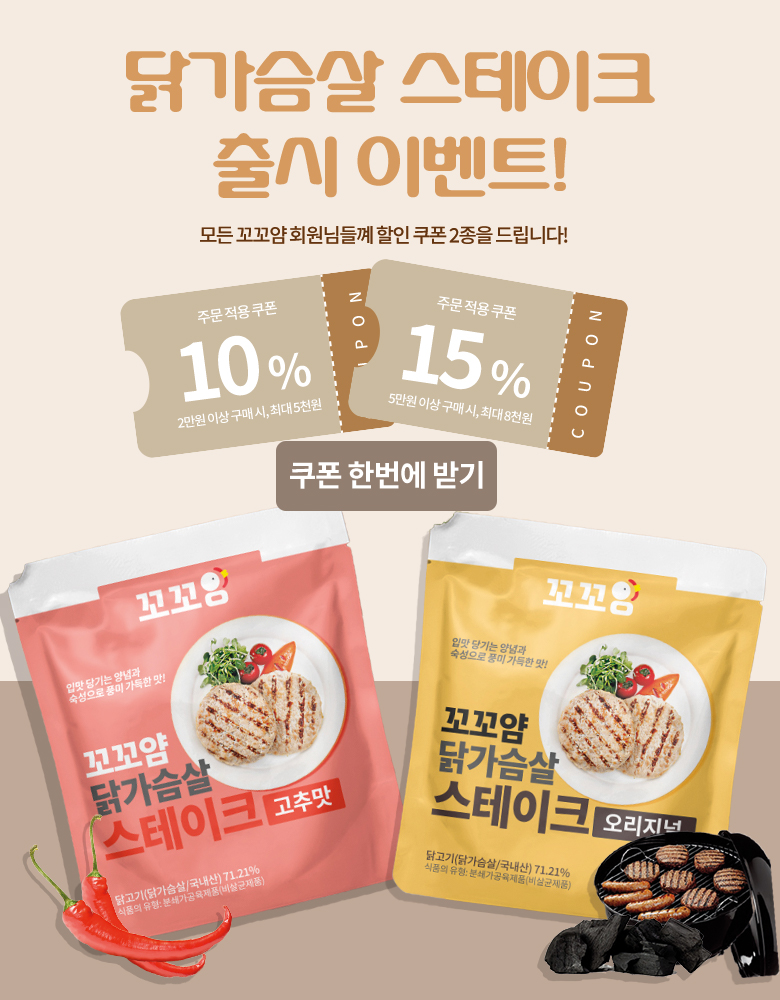 닭가슴살 스테이크
출시 이벤트!
모든 꼬꼬얌 회원님들께 할인 쿠폰 2종을 드립니다!
주문 적용 쿠폰
10%
2만원 이상 구매 시, 최대 5천원
UPON
주문 적용 쿠폰
15%
5만원 이상 구매 시, 최대 8천원
COUPON
쿠폰 한번에 받기
꼬꼬얌
입맛 당기는 양념과
숙성으로 풍미 가득한 맛!
꼬꼬얌
닭가슴살
스테이크 고추맛
닭고기(닭가슴살/국내산) 71.21%
식품의 유형: 분쇄가공육제품(비살균제품)
꼬꼬얌
입맛 당기는 양념과
숙성으로 풍미 가득한 맛!
꼬꼬얌
닭가슴살
스테이크 오리지널
닭고기(닭가슴살/국내산) 71.21%
식품의 유형: 분쇄가공육제품(비살균제품)